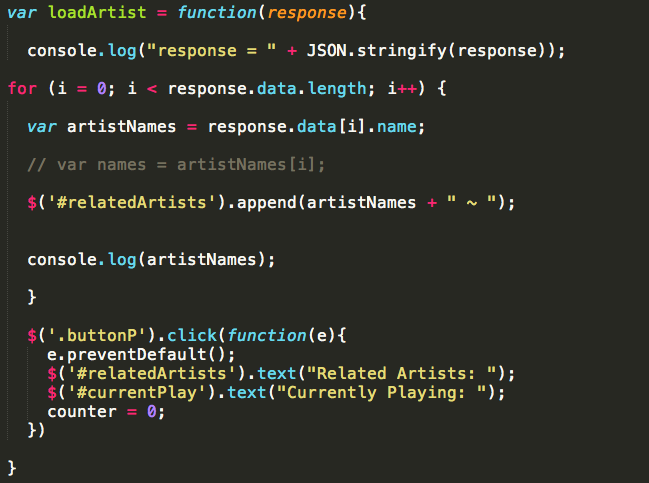 var loadArtist = function(response){
console.log("response = " + JSON.stringify(response));
for (i = 0; i < response.data.length; i++) {
var artistNames = response.data[i].name;
// var names = artistNames[i];
$('#relatedArtists').append(artistNames + " ~ ");
console.log(artistNames);
}
$('.buttonP').click(function(e){
e.preventDefault();
$('#relatedArtists').text("Related Artists: ");
$('#currentPlay').text("Currently Playing: ");
counter = 0;
})
}